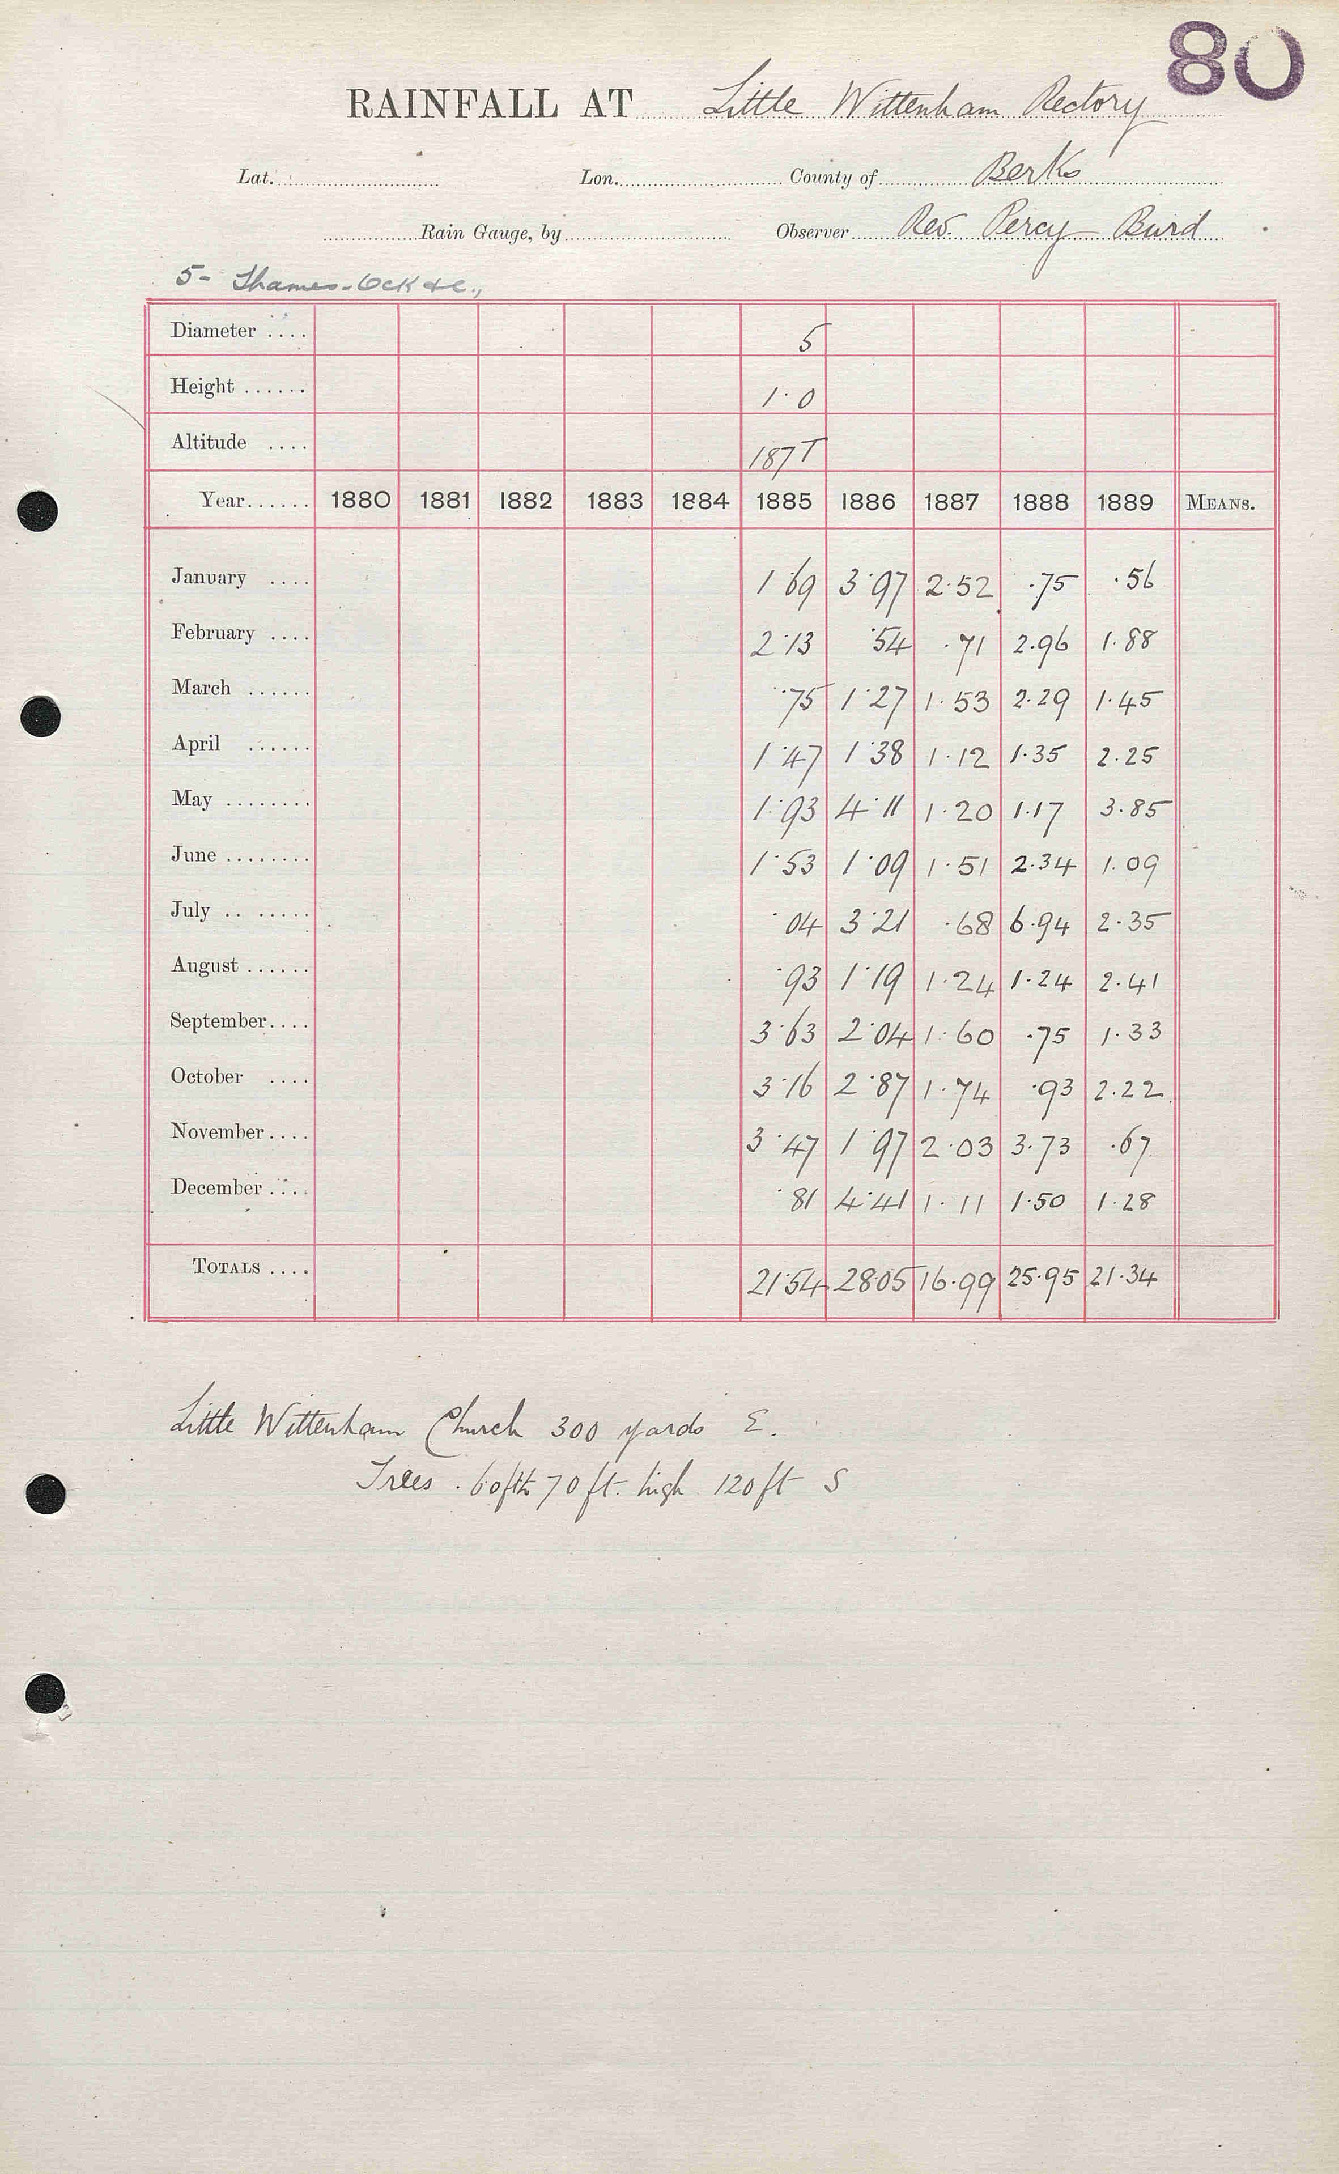 80
RAINFALL AT Little Wittenham Rectory
Lat. Lon. County of Berks
Rain Gauge, by Observer Rev. Percy Burd
5- Thames-Ock &c.,
Diameter .... 5
Height ...... 1·0
Altitude .... 187T
Year...... 1880 1881 1882 1883 1884 1885 1886 1887 1888 1889 MEANS.
January .... 1·69 3·97 2·52 ·75 ·56
February .... 2·13 ·54 ·71 2·96 1·88
March ...... ·75 1·27 1·53 2·29 1·45
April ...... 1·47 1·38 1·12 1·35 2·25
May ........ 1·93 4·11 1·20 1·17 3·85
June ........ 1·53 1·09 1·51 2·34 1·09
July .. ..... ·04 3·21 ·68 6·94 2·35
August ...... ·93 1·19 1·24 1·24 2·41
September.... 3·63 2·04 1·60 ·75 1·33
October .... 3·16 2·87 1·74 ·93 2·22
November.... 3·47 1·97 2·03 3·73 ·67
December .... ·81 4·41 1·11 1·50 1·28
TOTALS .... 21·54 28·05 16·99 25·95 21·34
Little Wittenham Church 300 yards E.
Trees 60ft to 70ft. high 120ft S